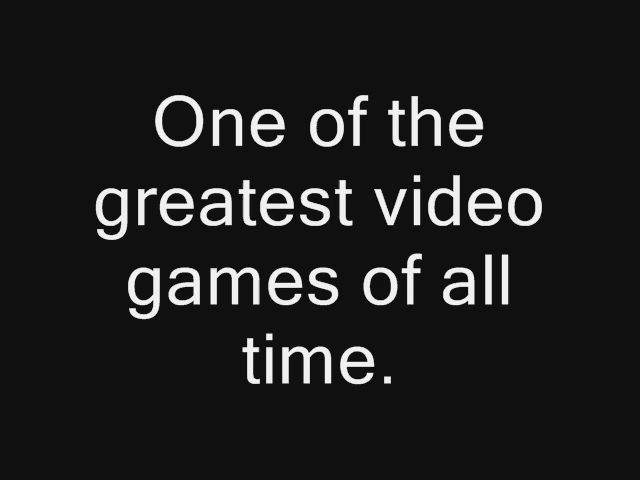 One of the
greatest video
games of all
time.